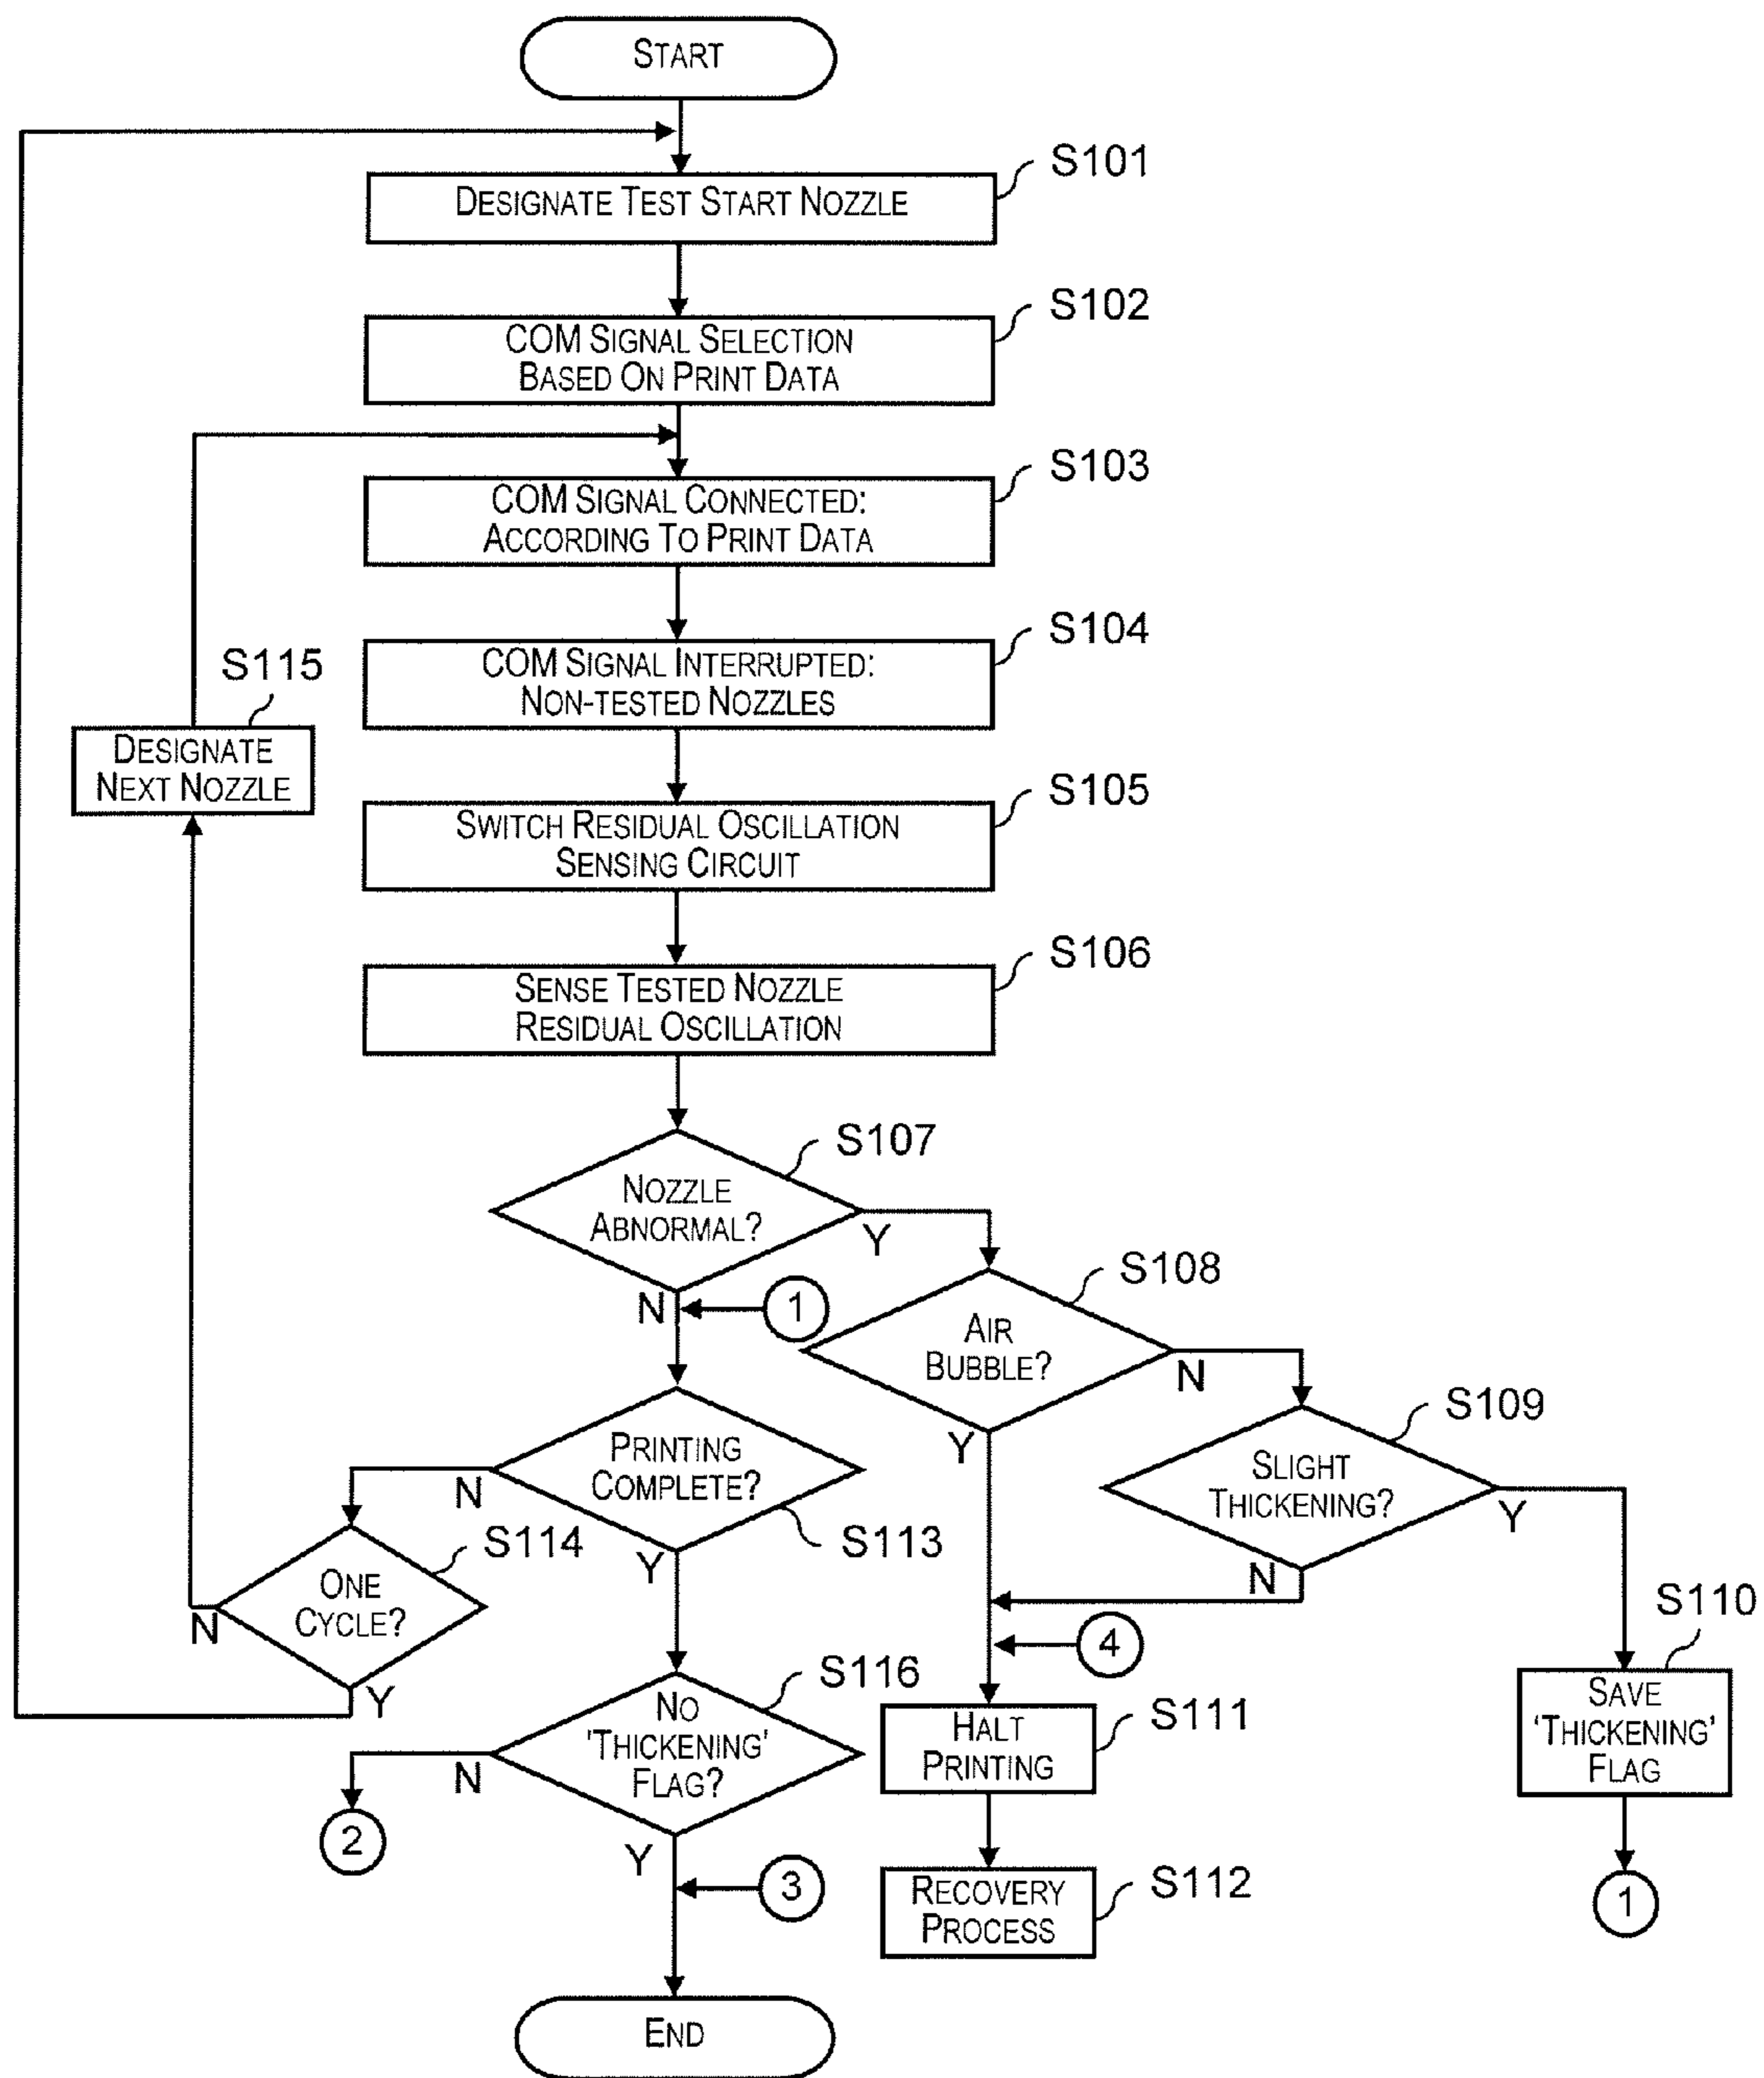 START
S101
DESIGNATE TEST START NOZZLE
S102
COM SIGNAL SELECTION
BASED ON PRINT DATA
S103
COM SIGNAL CONNECTED:
ACCORDING TO PRINT DATA
S104
COM SIGNAL INTERRUPTED:
NON-TESTED NOZZLES
S115
DESIGNATE
NEXT NOZZLE
S105
SWITCH RESIDUAL OSCILLATION
SENSING CIRCUIT
S106
SENSE TESTED NOZZLE
RESIDUAL OSCILLATION
S107
NOZZLE
ABNORMAL?
Y
N
1
S108
AIR
BUBBLE?
N
Y
S109
SLIGHT
THICKENING?
Y
N
PRINTING
COMPLETE?
N
Y
S113
S114
ONE
CYCLE?
N
Y
4
S110
SAVE
'THICKENING'
FLAG
1
S116
NO
'THICKENING'
FLAG?
N
Y
2
S111
HALT
PRINTING
3
S112
RECOVERY
PROCESS
END